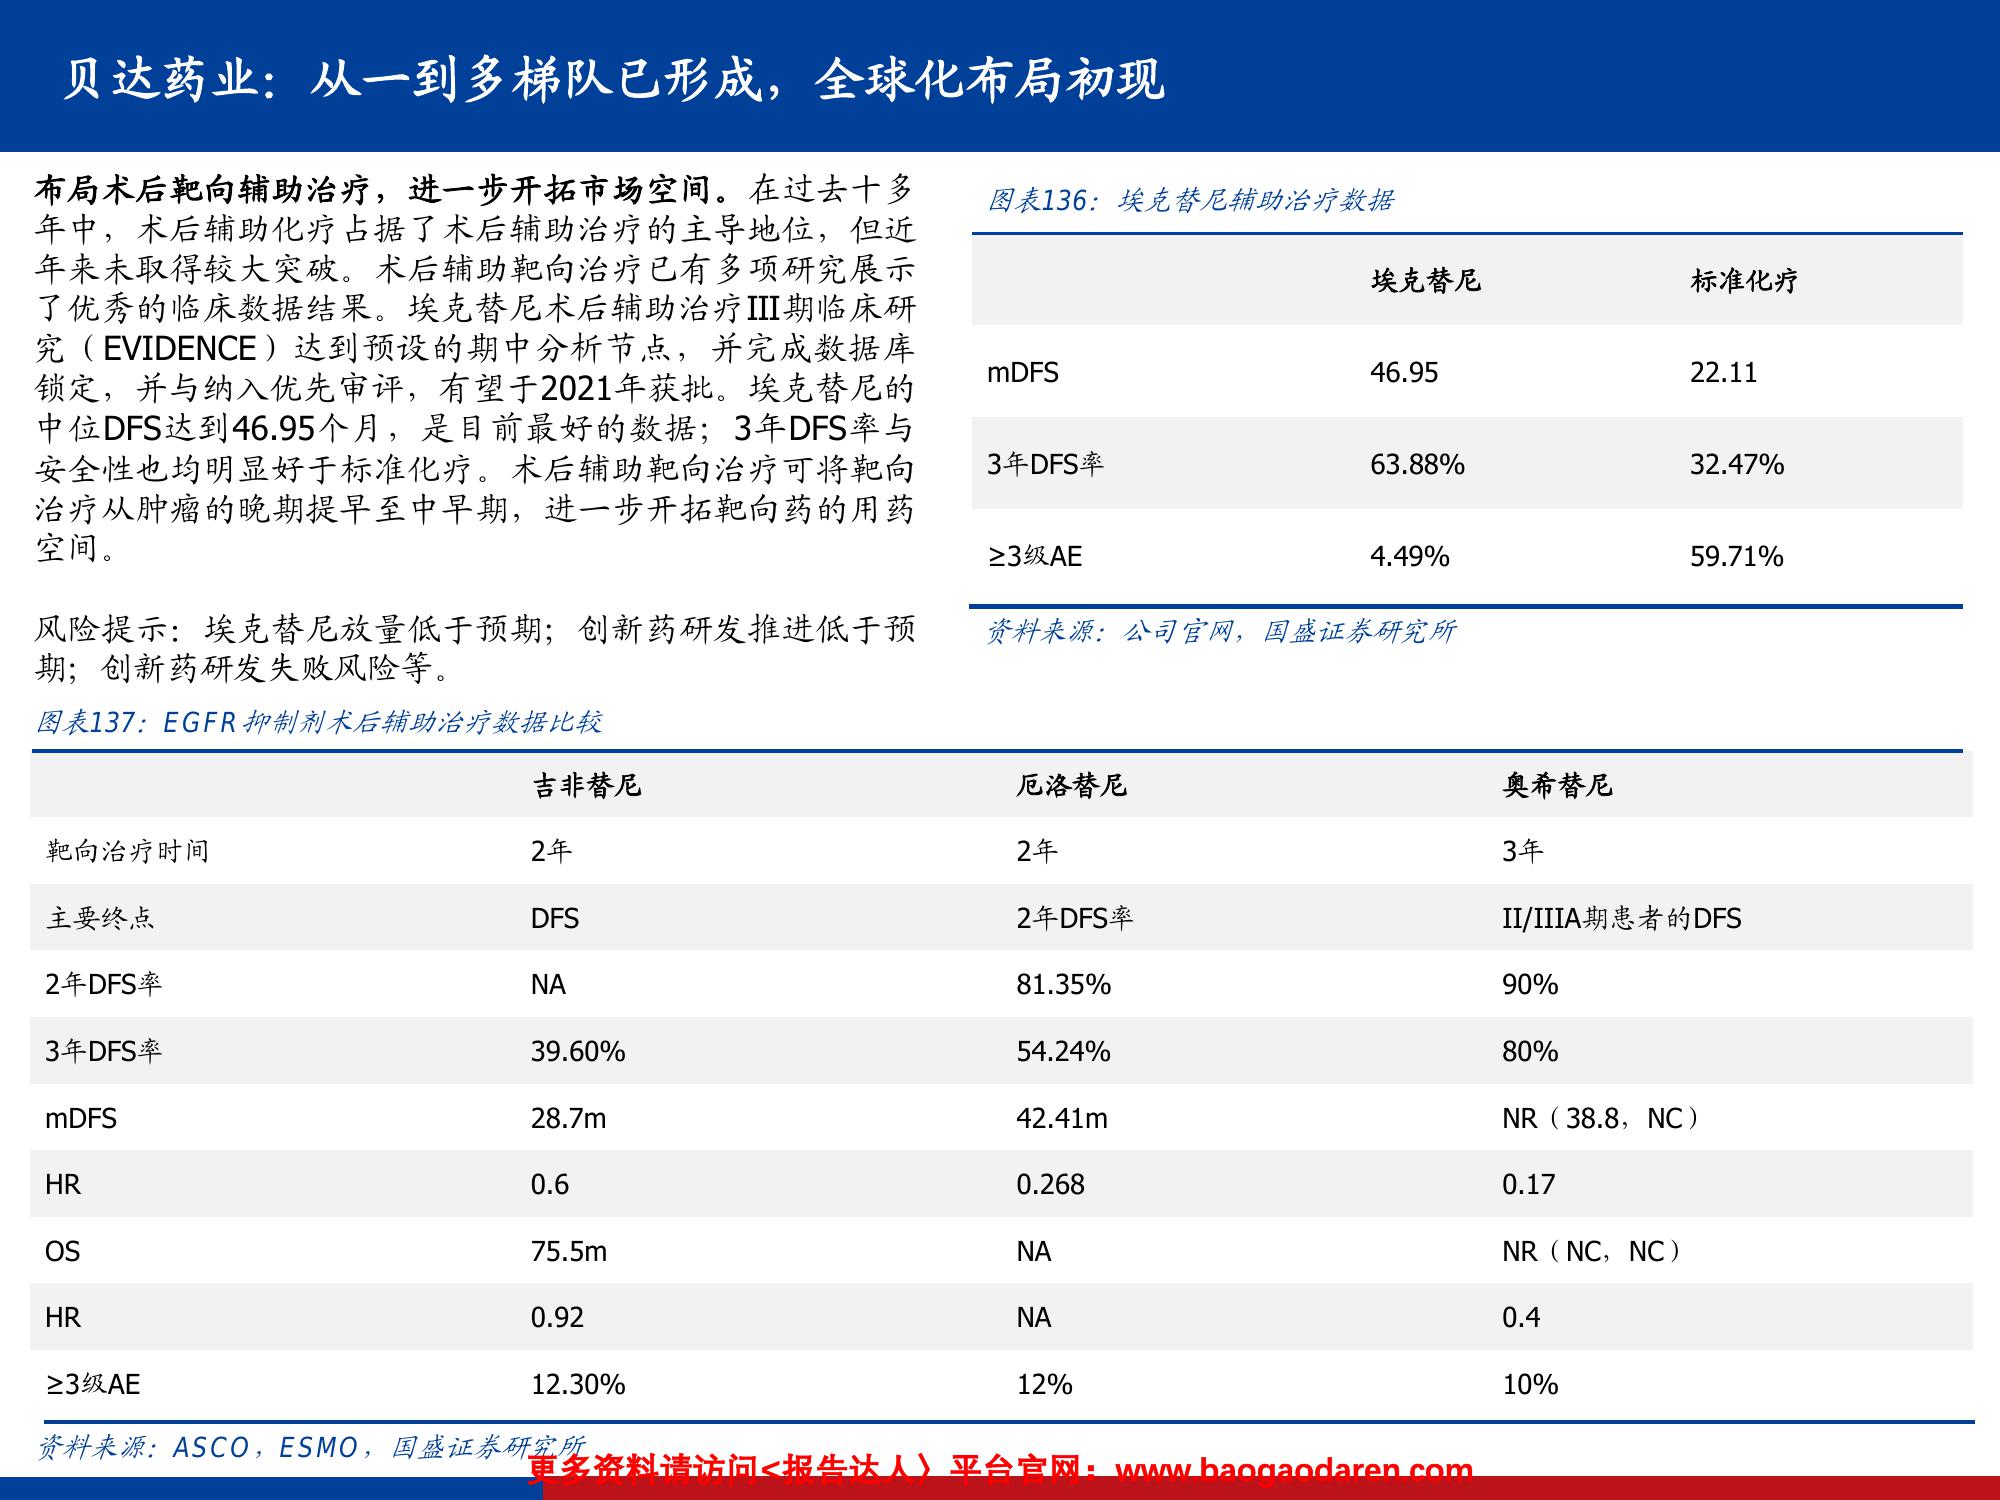 贝达药业：从一到多梯队已形成，全球化布局初现
布局术后靶向辅助治疗，进一步开拓市场空间。在过去十多
年中，术后辅助化疗占据了术后辅助治疗的主导地位，但近
年来未取得较大突破。术后辅助靶向治疗已有多项研究展示
了优秀的临床数据结果。埃克替尼术后辅助治疗III期临床研
究（EVIDENCE）达到预设的期中分析节点，并完成数据库
锁定，并与纳入优先审评，有望于2021年获批。埃克替尼的
中位DFS达到46.95个月，是目前最好的数据；3年DFS率与
安全性也均明显好于标准化疗。术后辅助靶向治疗可将靶向
治疗从肿瘤的晚期提早至中早期，进一步开拓靶向药的用药
空间。
风险提示：埃克替尼放量低于预期；创新药研发推进低于预
期；创新药研发失败风险等。
图表136：埃克替尼辅助治疗数据
埃克替尼 标准化疗
mDFS 46.95 22.11
3年DFS率 63.88% 32.47%
≥3级AE 4.49% 59.71%
资料来源：公司官网，国盛证券研究所
图表137：EGFR抑制剂术后辅助治疗数据比较
吉非替尼 厄洛替尼 奥希替尼
靶向治疗时间 2年 2年 3年
主要终点 DFS 2年DFS率 II/IIIA期患者的DFS
2年DFS率 NA 81.35% 90%
3年DFS率 39.60% 54.24% 80%
mDFS 28.7m 42.41m NR（38.8，NC）
HR 0.6 0.268 0.17
OS 75.5m NA NR（NC，NC）
HR 0.92 NA 0.4
≥3级AE 12.30% 12% 10%
资料来源：ASCO，ESMO，国盛证券研究所
更多资料请访问<报告达人〉平台官网：www.baogaodaren.com